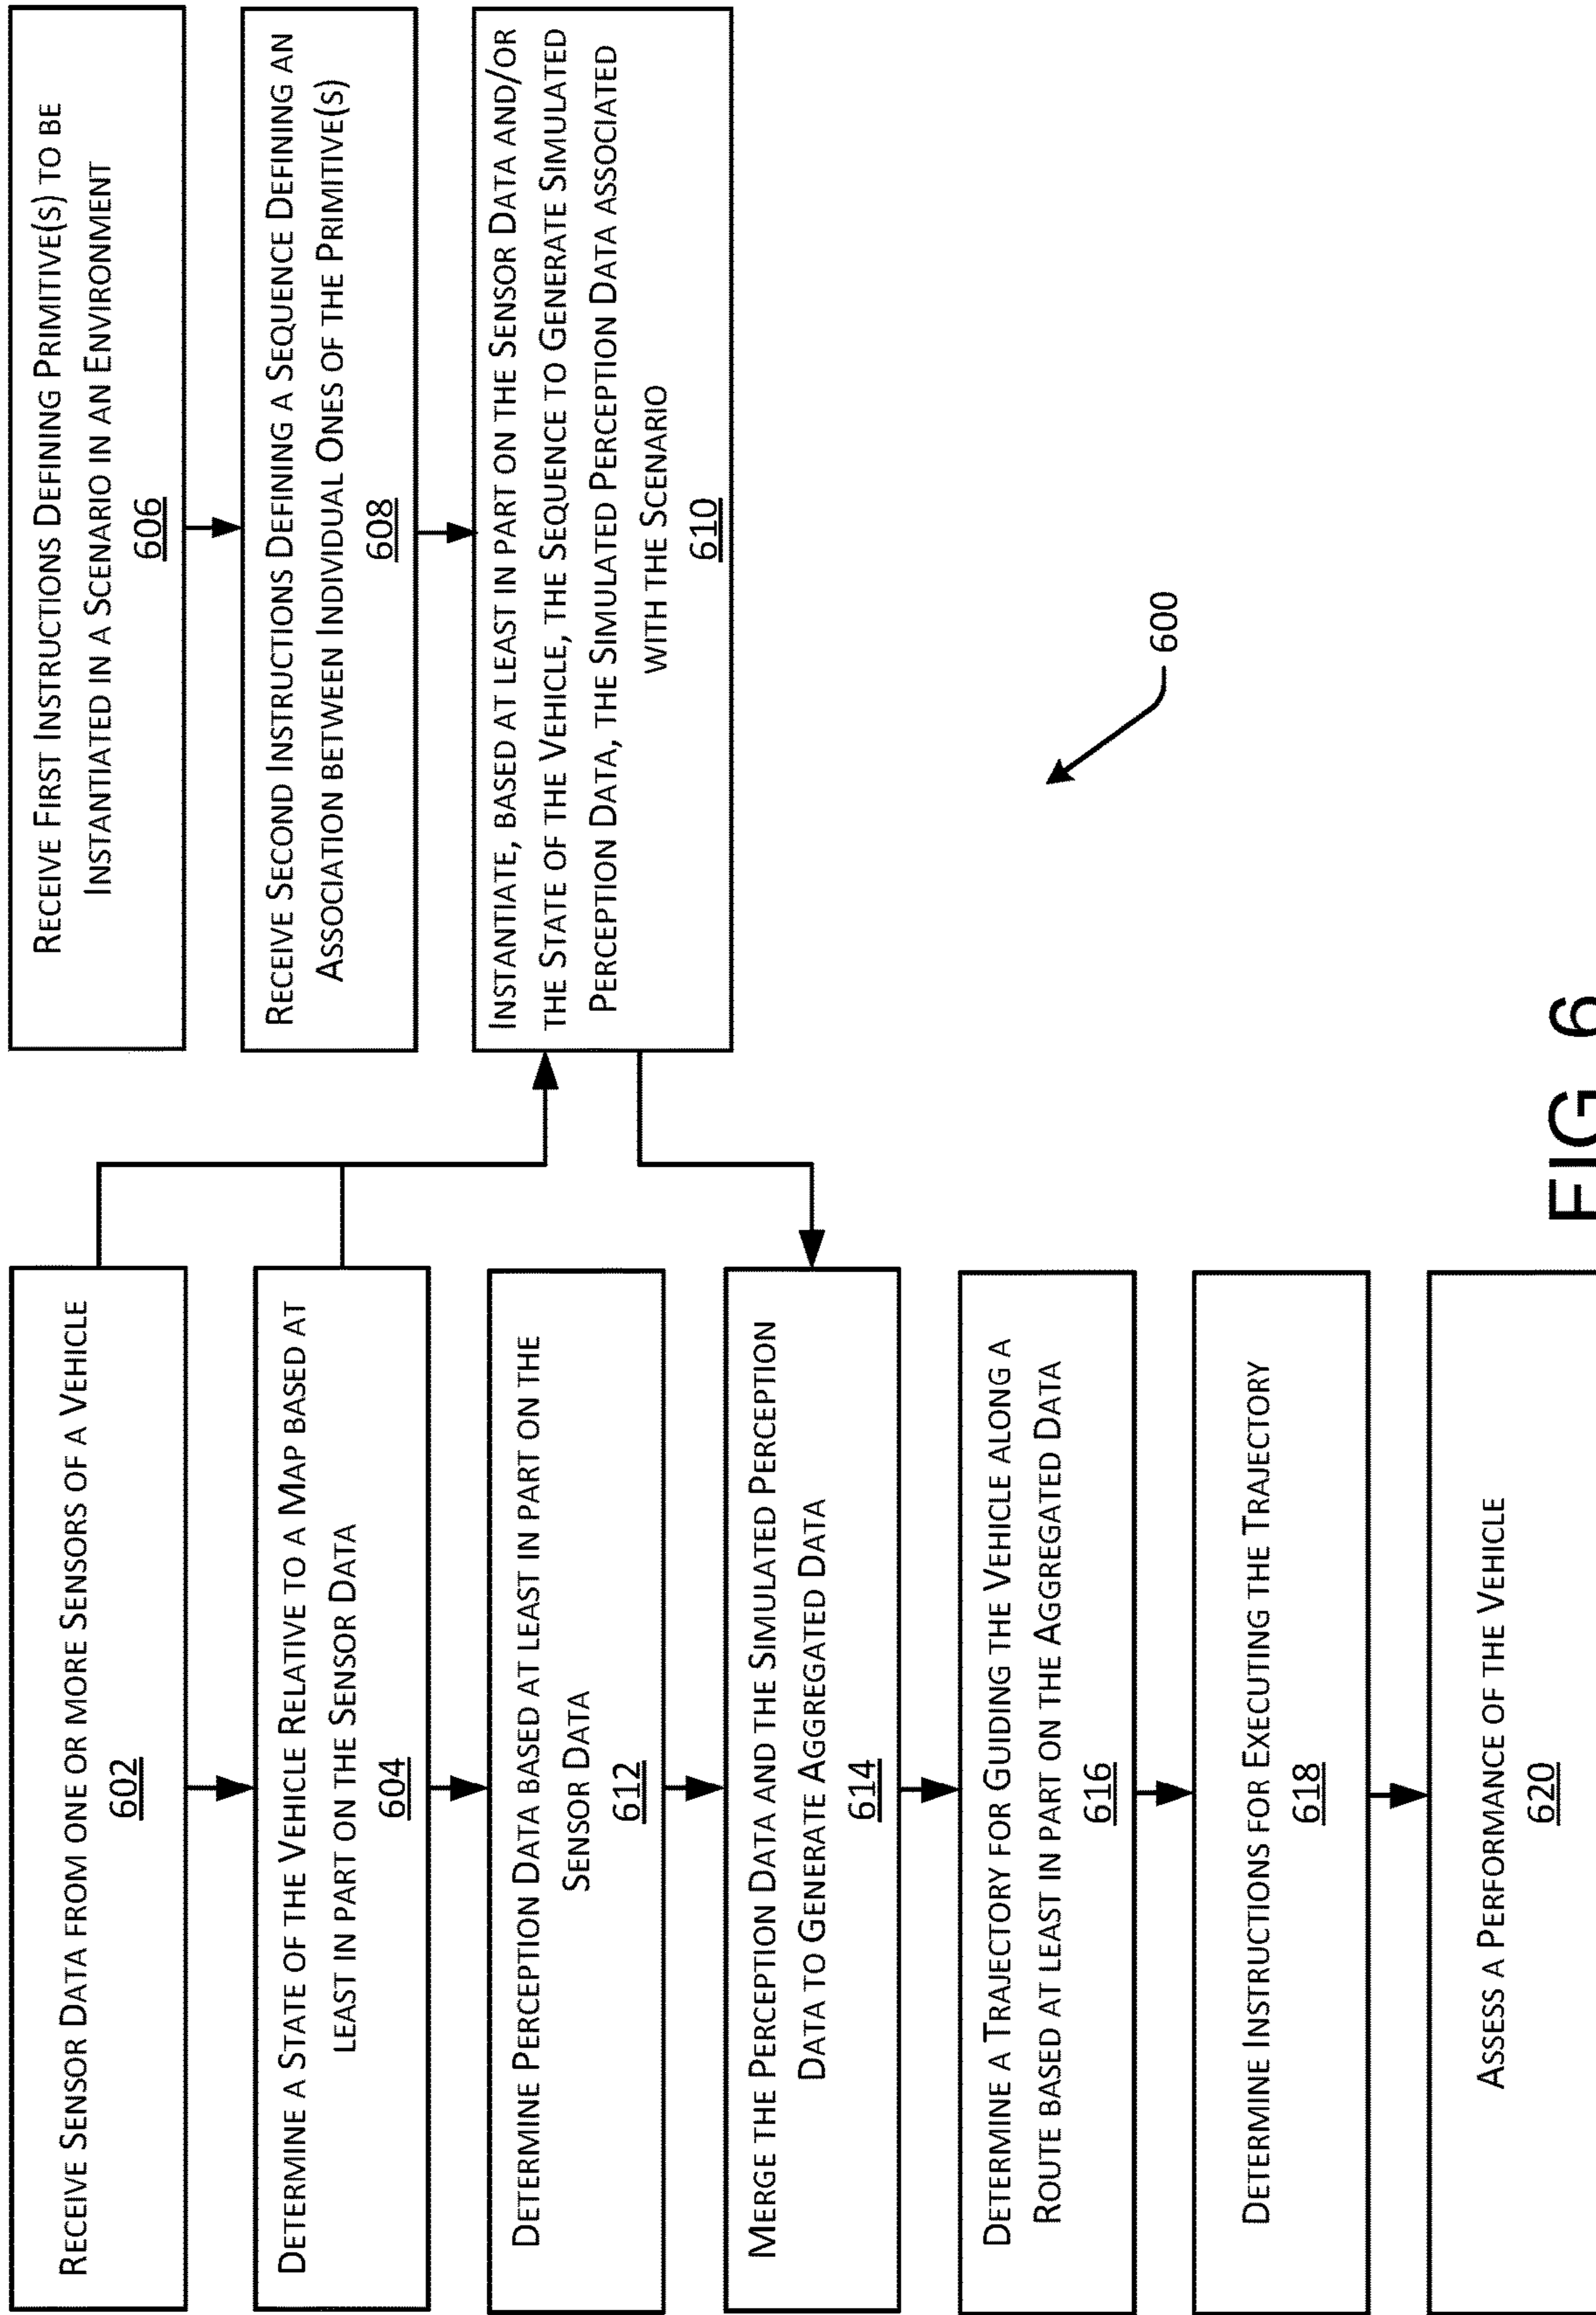 RECEIVE SENSOR DATA FROM ONE OR MORE SENSORS OF A VEHICLE
602
DETERMINE A STATE OF THE VEHICLE RELATIVE TO A MAP BASED AT
LEAST IN PART ON THE SENSOR DATA
604
DETERMINE PERCEPTION DATA BASED AT LEAST IN PART ON THE
SENSOR DATA
612
MERGE THE PERCEPTION DATA AND THE SIMULATED PERCEPTION
DATA TO GENERATE AGGREGATED DATA
614
DETERMINE A TRAJECTORY FOR GUIDING THE VEHICLE ALONG A
ROUTE BASED AT LEAST IN PART ON THE AGGREGATED DATA
616
DETERMINE INSTRUCTIONS FOR EXECUTING THE TRAJECTORY
618
ASSESS A PERFORMANCE OF THE VEHICLE
620
RECEIVE FIRST INSTRUCTIONS DEFINING PRIMITIVE(S) TO BE
INSTANTIATED IN A SCENARIO IN AN ENVIRONMENT
606
RECEIVE SECOND INSTRUCTIONS DEFINING A SEQUENCE DEFINING AN
ASSOCIATION BETWEEN INDIVIDUAL ONES OF THE PRIMITIVE(S)
608
INSTANTIATE, BASED AT LEAST IN PART ON THE SENSOR DATA AND/OR
THE STATE OF THE VEHICLE, THE SEQUENCE TO GENERATE SIMULATED
PERCEPTION DATA, THE SIMULATED PERCEPTION DATA ASSOCIATED
WITH THE SCENARIO
610
600
FIG. 6